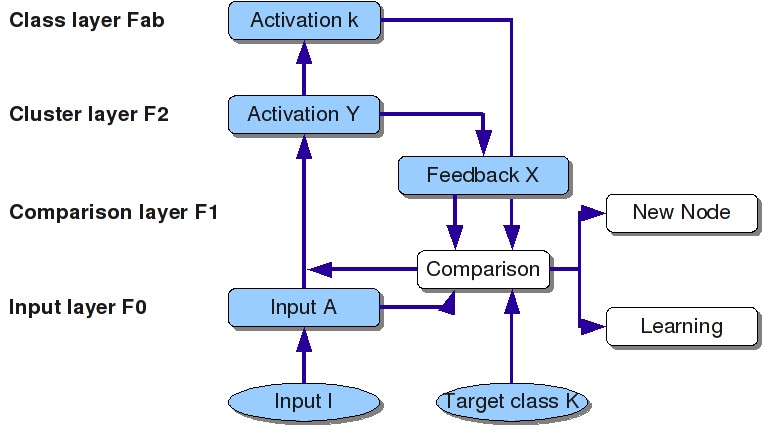 Class layer Fab
Activation k
Cluster layer F2
Activation Y
Feedback X
Comparison layer F1
New Node
Comparison
Input layer F0
Input A
Learning
Input I
Target class K